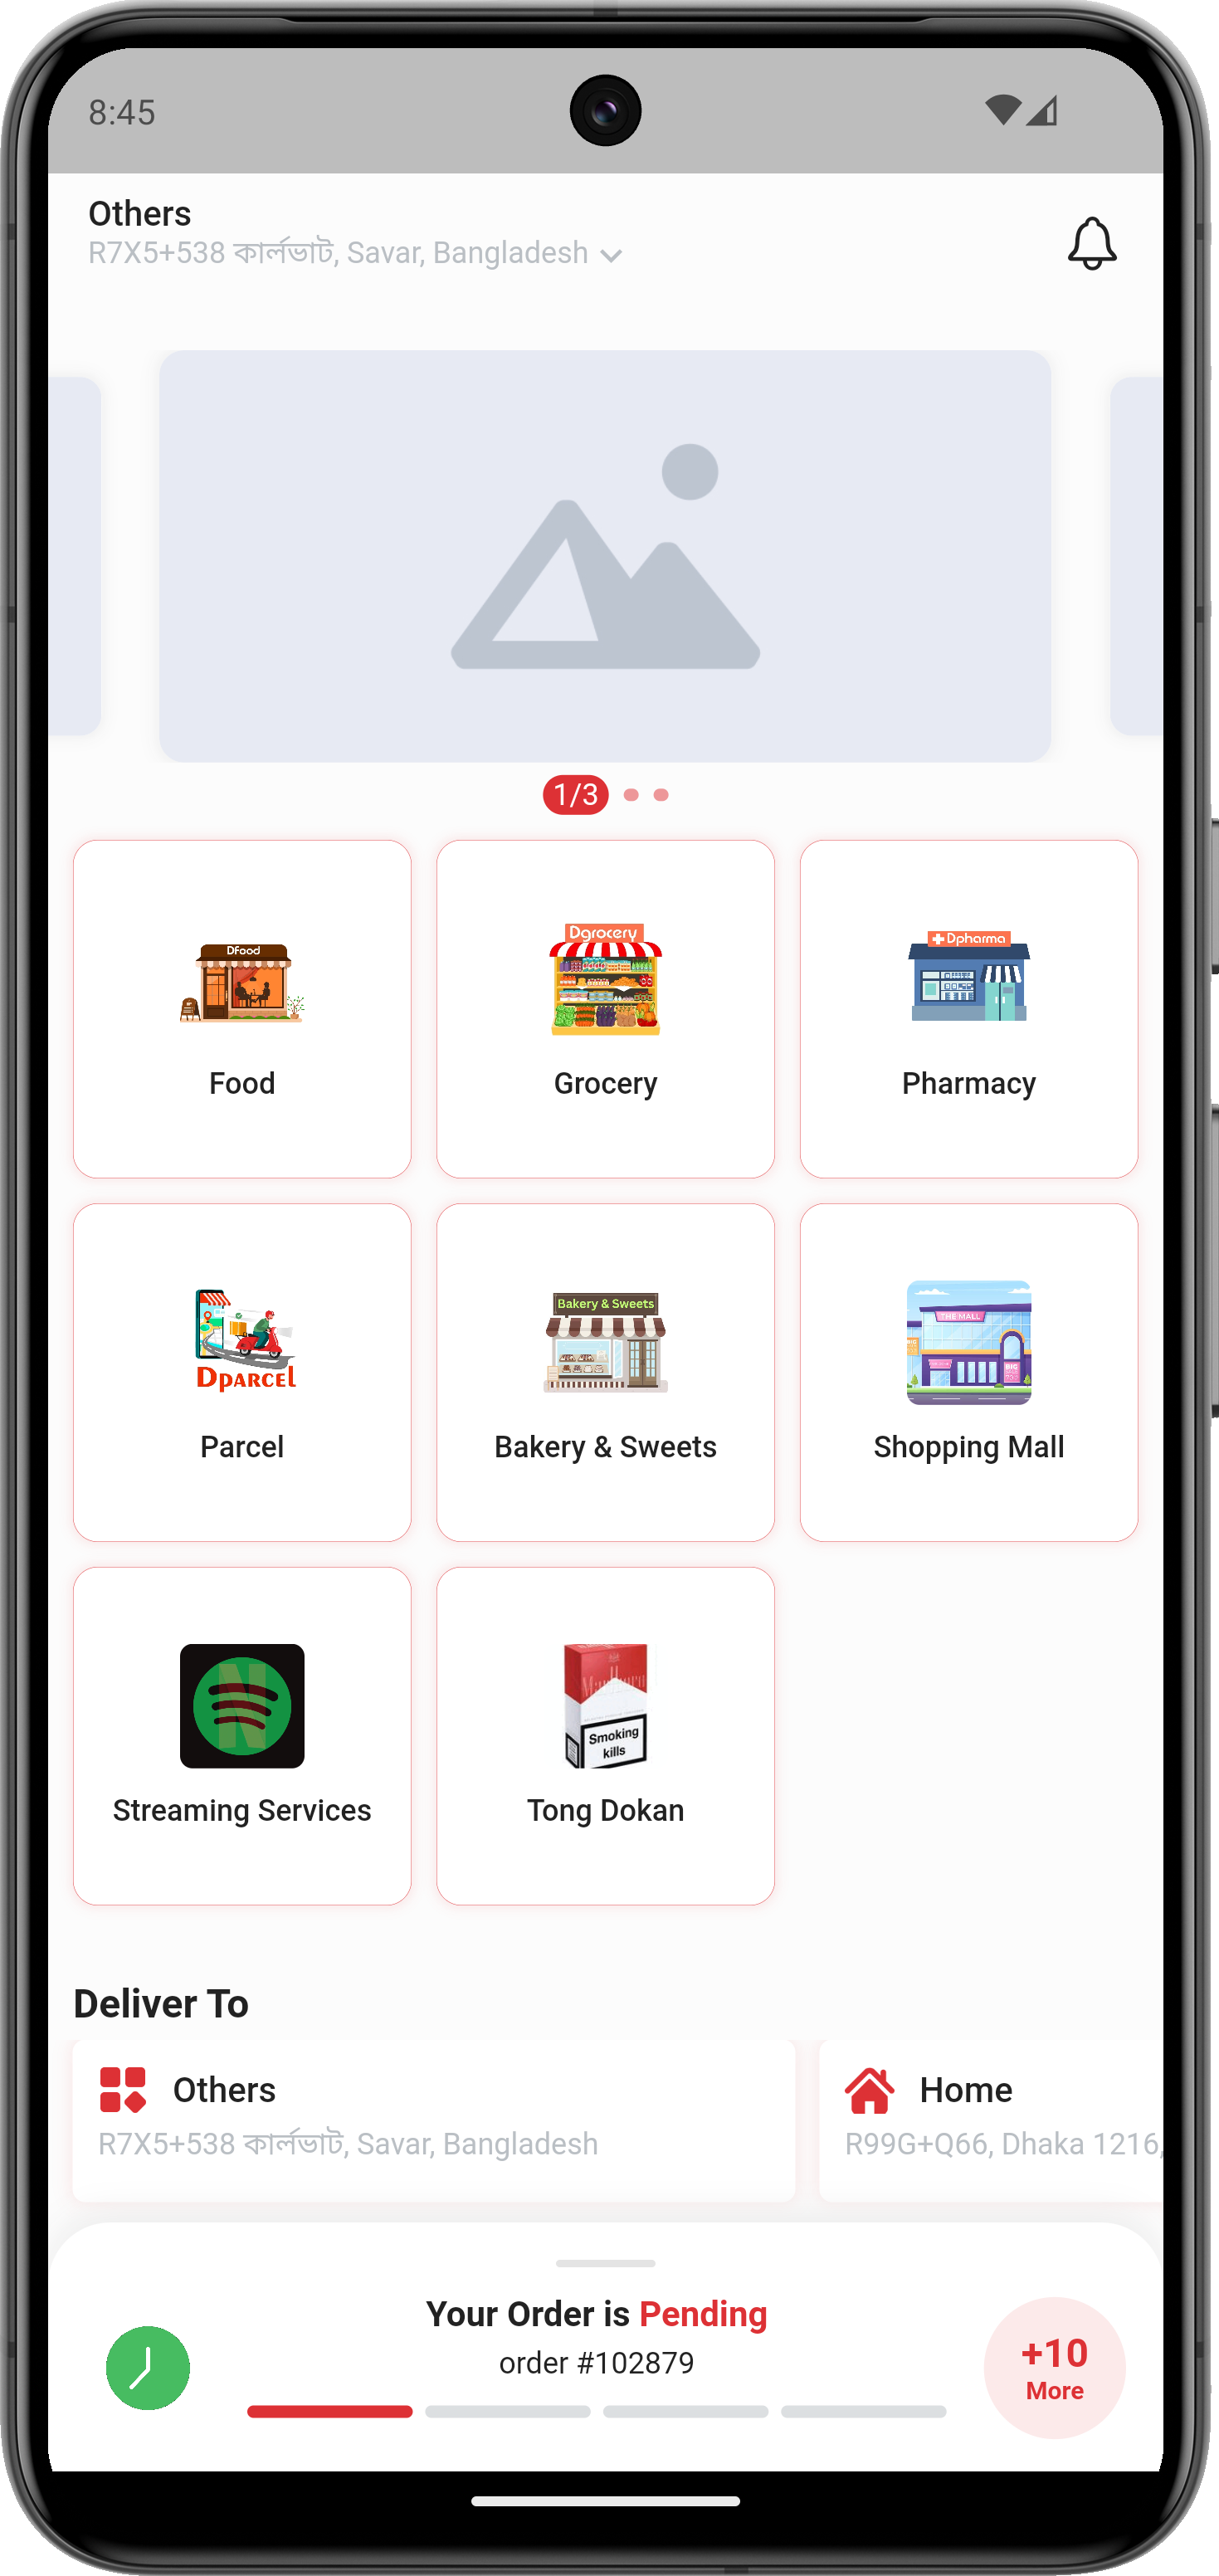 8:45
Others
R7X5+538 কার্লভাট, Savar, Bangladesh
1/3
DFood
Food
Dgrocery
Grocery
Dpharma
Pharmacy
DPARCEL
Parcel
Bakery & Sweets
Bakery & Sweets
THE MALL
BIG
Shopping Mall
Streaming Services
Smoking
kills
Tong Dokan
Deliver To
Others
R7X5+538 কার্লভাট, Savar, Bangladesh
Home
R99G+Q66, Dhaka 1216,
Your Order is Pending
order #102879
+10
More